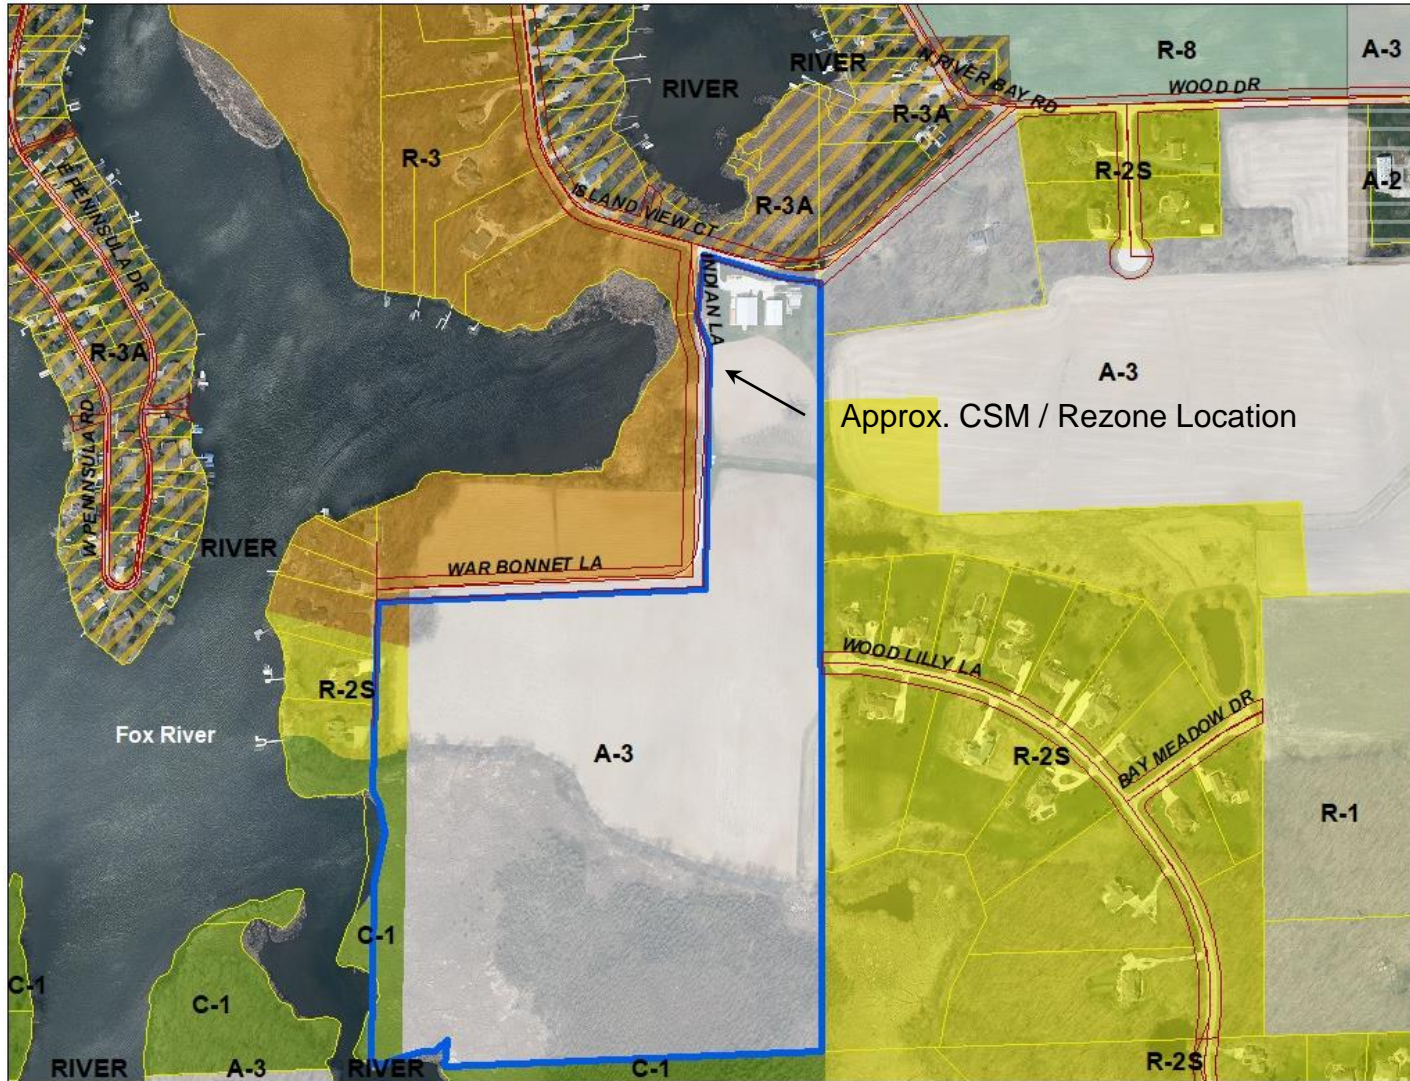 R-8
A-3
WOOD DR
RIVER
RIVER
N RIVER BAY RD
R-3A
R-3
R-2S
A-2
E PENINSULA DR
ISLAND VIEW CT
R-3A
INDIAN LA
R-3A
A-3
Approx. CSM / Rezone Location
W PENINSULA RD
RIVER
WAR BONNET LA
WOOD LILLY LA
R-2S
BAY MEADOW DR
Fox River
A-3
R-2S
R-1
C-1
C-1
C-1
RIVER
A-3
RIVER
C-1
R-2S